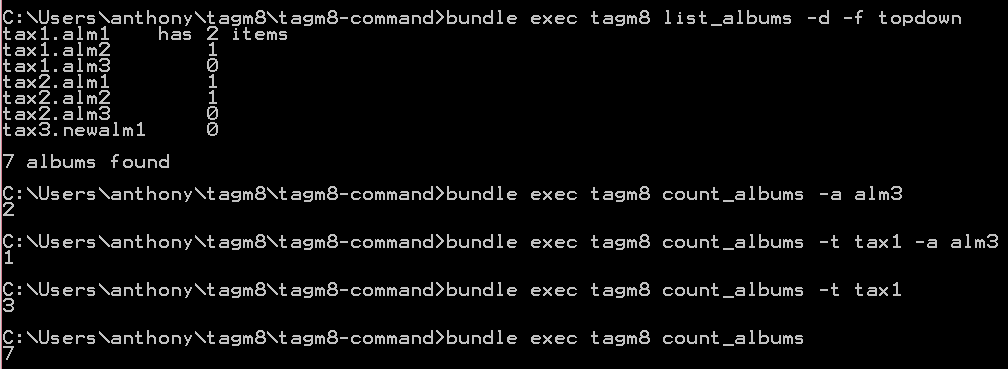 C:\Users\anthony\tagm8\tagm8-command>bundle exec tagm8 list_albums -d -f topdown
tax1.alm1    has 2 items
tax1.alm2        1
tax1.alm3        0
tax2.alm1        1
tax2.alm2        1
tax2.alm3        0
tax3.newalm1     0
7 albums found
C:\Users\anthony\tagm8\tagm8-command>bundle exec tagm8 count_albums -a alm3
2
C:\Users\anthony\tagm8\tagm8-command>bundle exec tagm8 count_albums -t tax1 -a alm3
1
C:\Users\anthony\tagm8\tagm8-command>bundle exec tagm8 count_albums -t tax1
3
C:\Users\anthony\tagm8\tagm8-command>bundle exec tagm8 count_albums
7